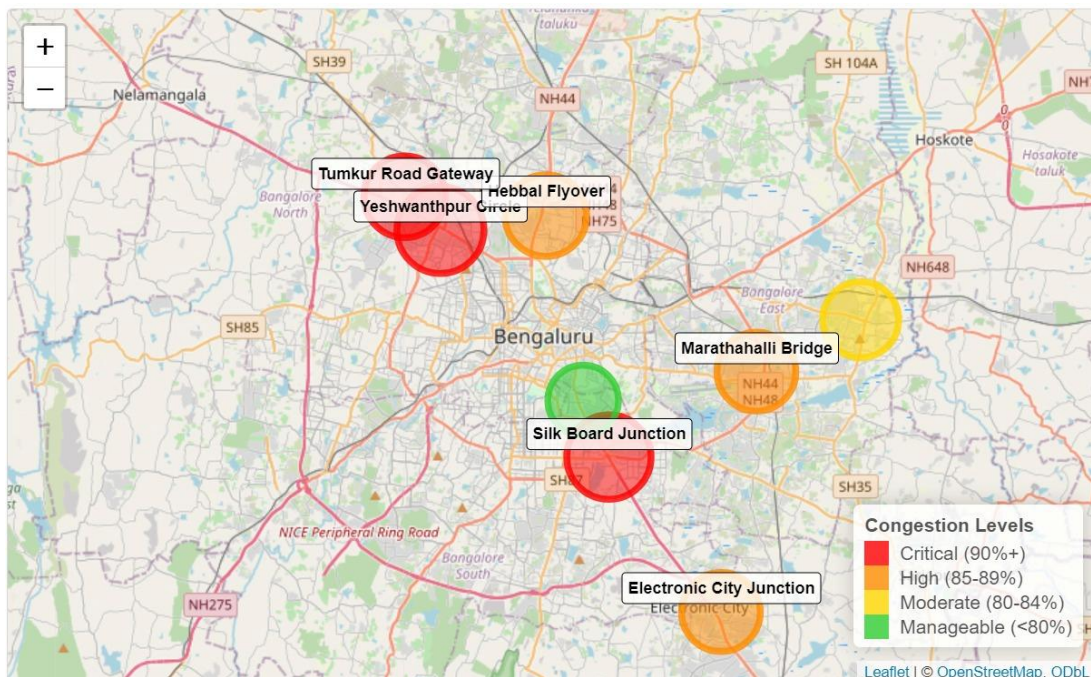 +
−
SH39
SH 104A
Nelamangala
NH44
Hoskote
Hosakote
taluk
Tumkur Road Gateway
Hebbal Flyover
Yeshwanthpur Circle
Bangalore
North
NH75
NH648
Bangalore
East
SH85
Bengaluru
Marathahalli Bridge
NH44
NH48
Silk Board Junction
SH87
SH35
NICE Peripheral Ring Road
Bangalore
South
Congestion Levels
Critical (90%+)
High (85-89%)
Moderate (80-84%)
Manageable (<80%)
Electronic City Junction
Electronic City
NH275
Leaflet | © OpenStreetMap, ODbL